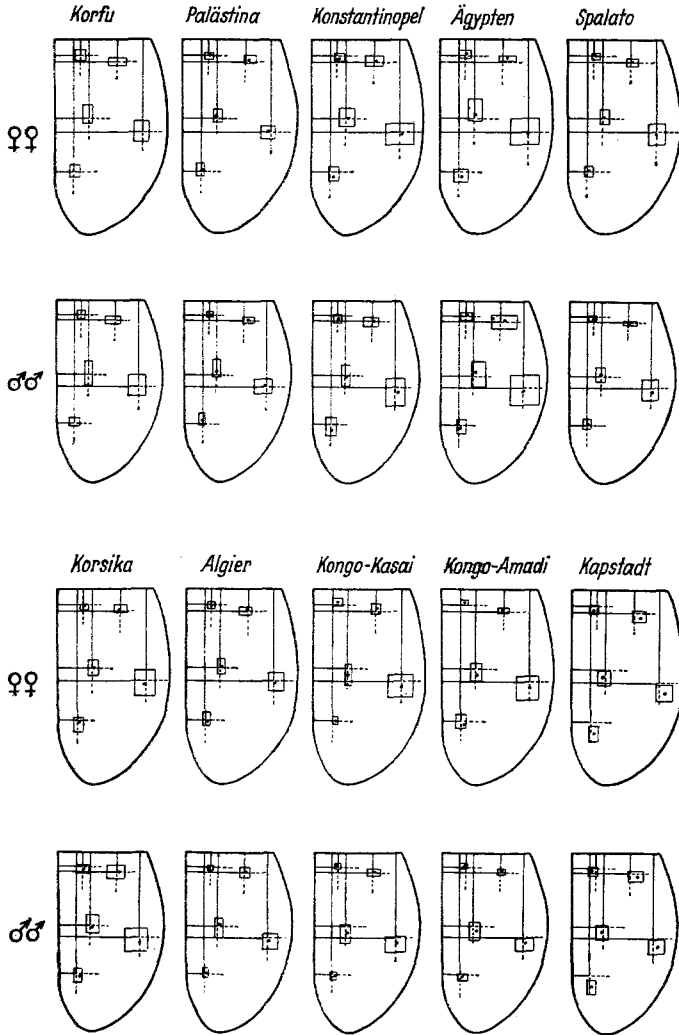 Korfu Palästina Konstantinopel Ägypten Spalato
♀♀
♂♂
Korsika Algier Kongo-Kasai Kongo-Amadi Kapstadt
♀♀
♂♂